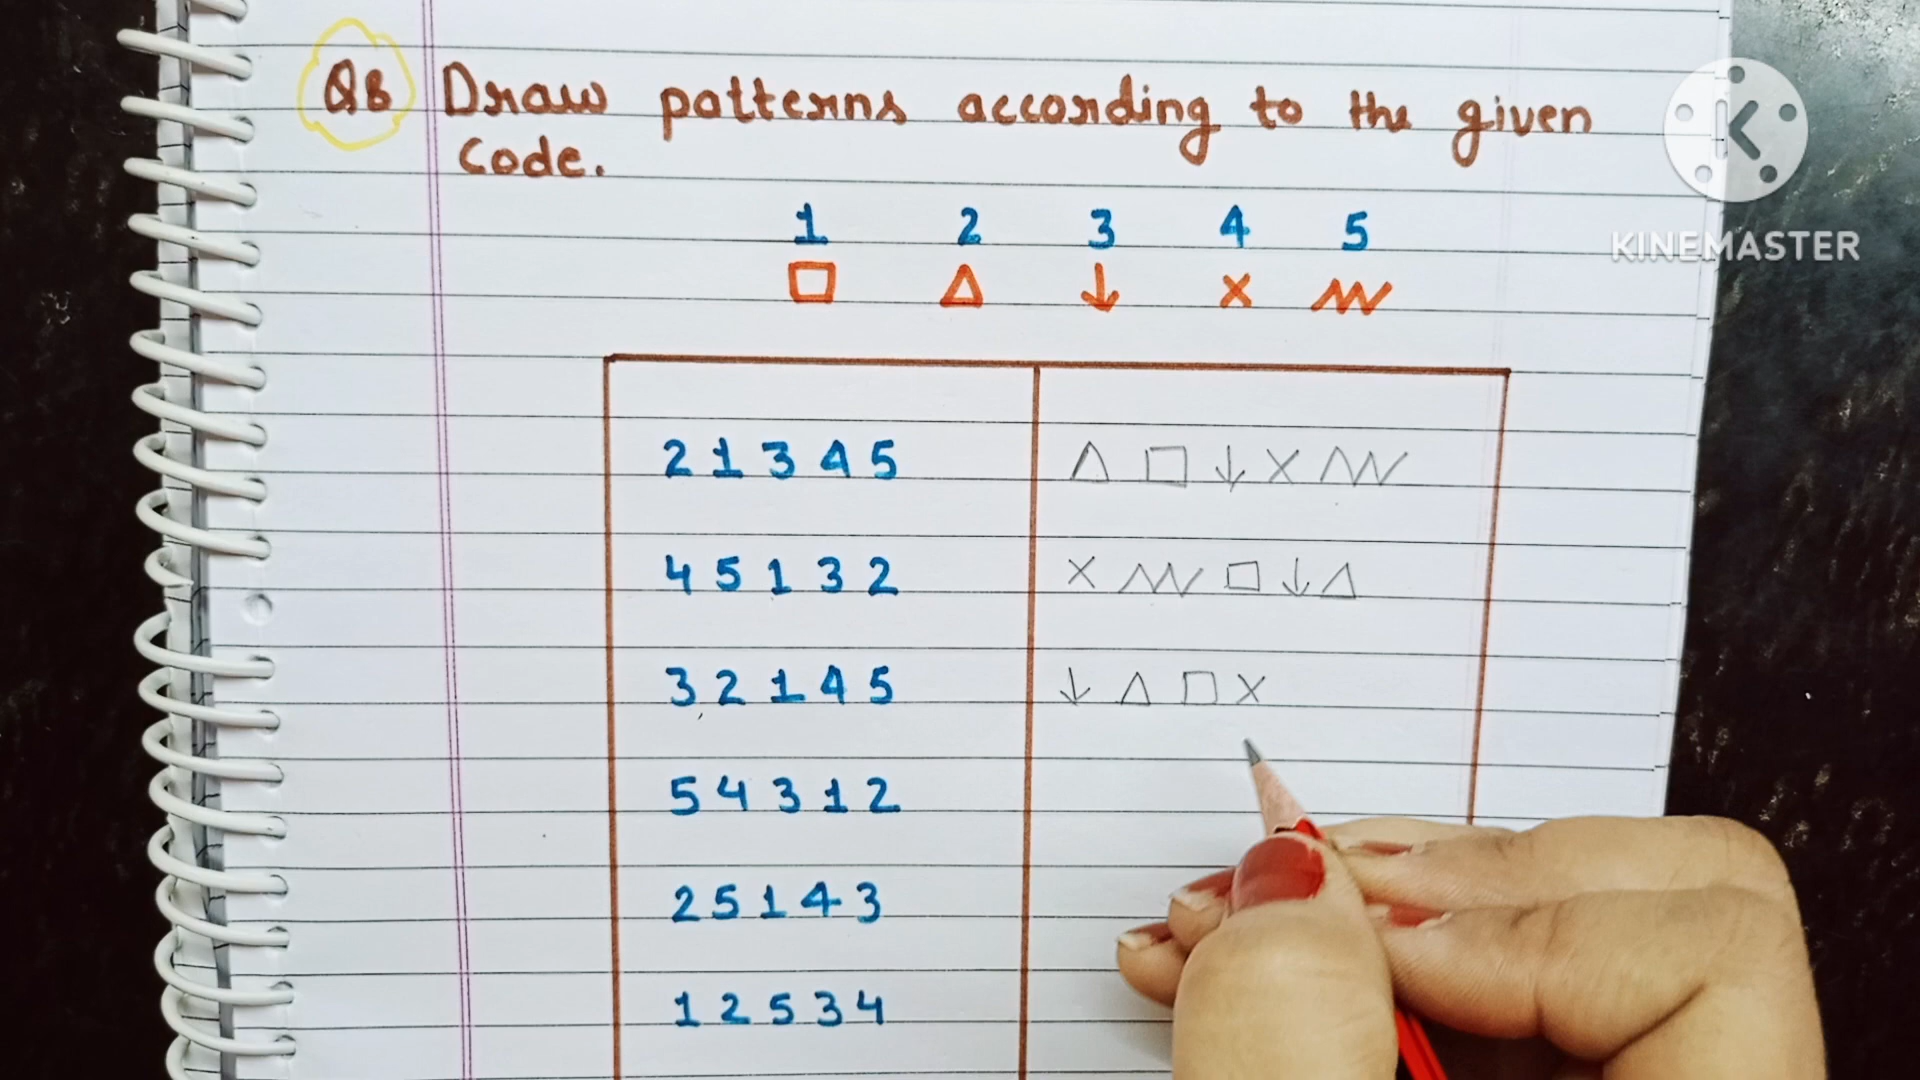 Q8 Draw patterns according to the given
Code.
KINEMASTER
1 2 3 4 5
2 1 3 4 5
4 5 1 3 2
3 2 1 4 5
5 4 3 1 2
2 5 1 4 3
1 2 5 3 4